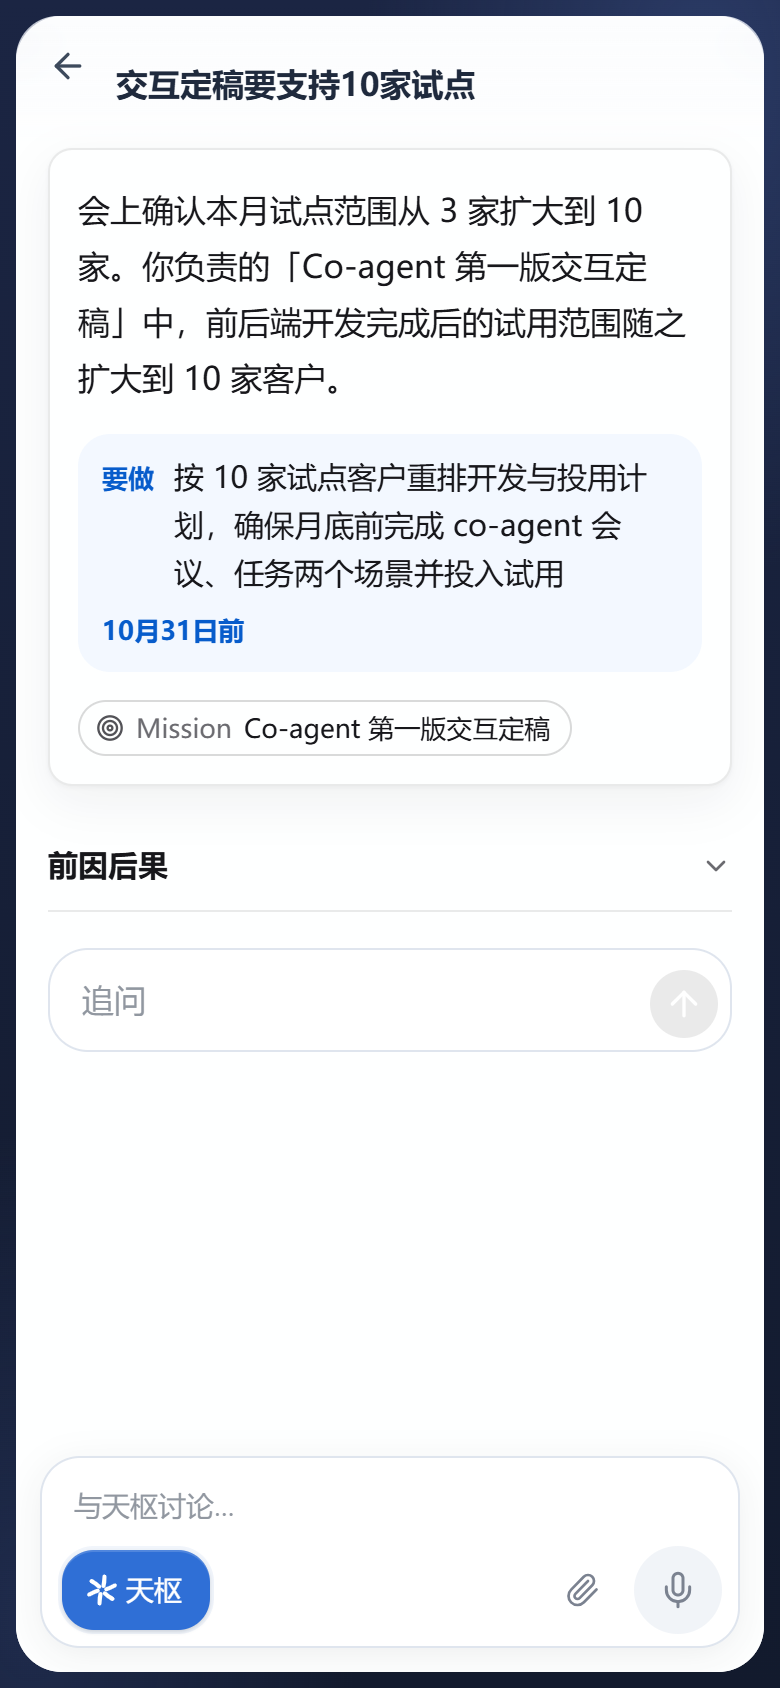 交互定稿要支持10家试点
会上确认本月试点范围从 3 家扩大到 10
家。你负责的「Co-agent 第一版交互定
稿」中，前后端开发完成后的试用范围随之
扩大到 10 家客户。
要做 按 10 家试点客户重排开发与投用计
划，确保月底前完成 co-agent 会
议、任务两个场景并投入试用
10月31日前
Mission Co-agent 第一版交互定稿
前因后果
追问
与天枢讨论...
天枢